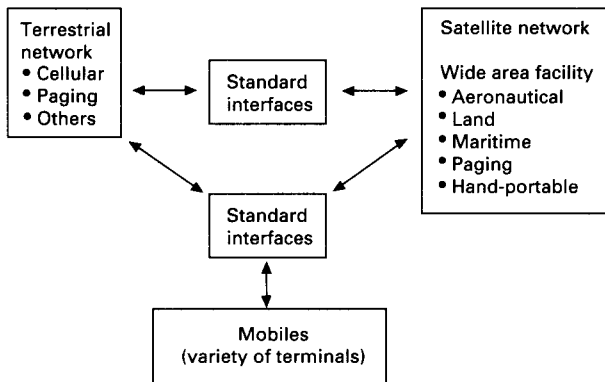 Terrestrial
network
• Cellular
• Paging
• Others
Standard
interfaces
Satellite network
Wide area facility
• Aeronautical
• Land
• Maritime
• Paging
• Hand-portable
Standard
interfaces
Mobiles
(variety of terminals)